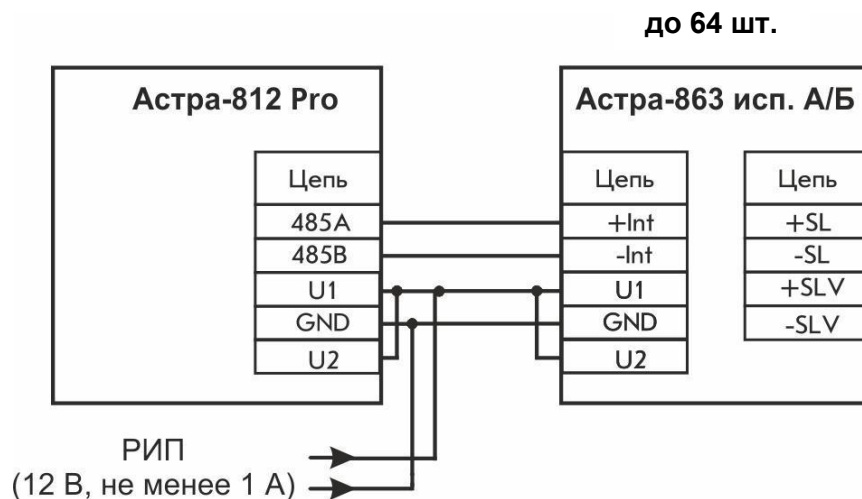 до 64 шт.
Астра-812 Pro
Цепь
485A
485B
U1
GND
U2
Астра-863 исп. А/Б
Цепь
+Int
-Int
U1
GND
U2
Цепь
+SL
-SL
+SLV
-SLV
РИП
(12 В, не менее 1 А)